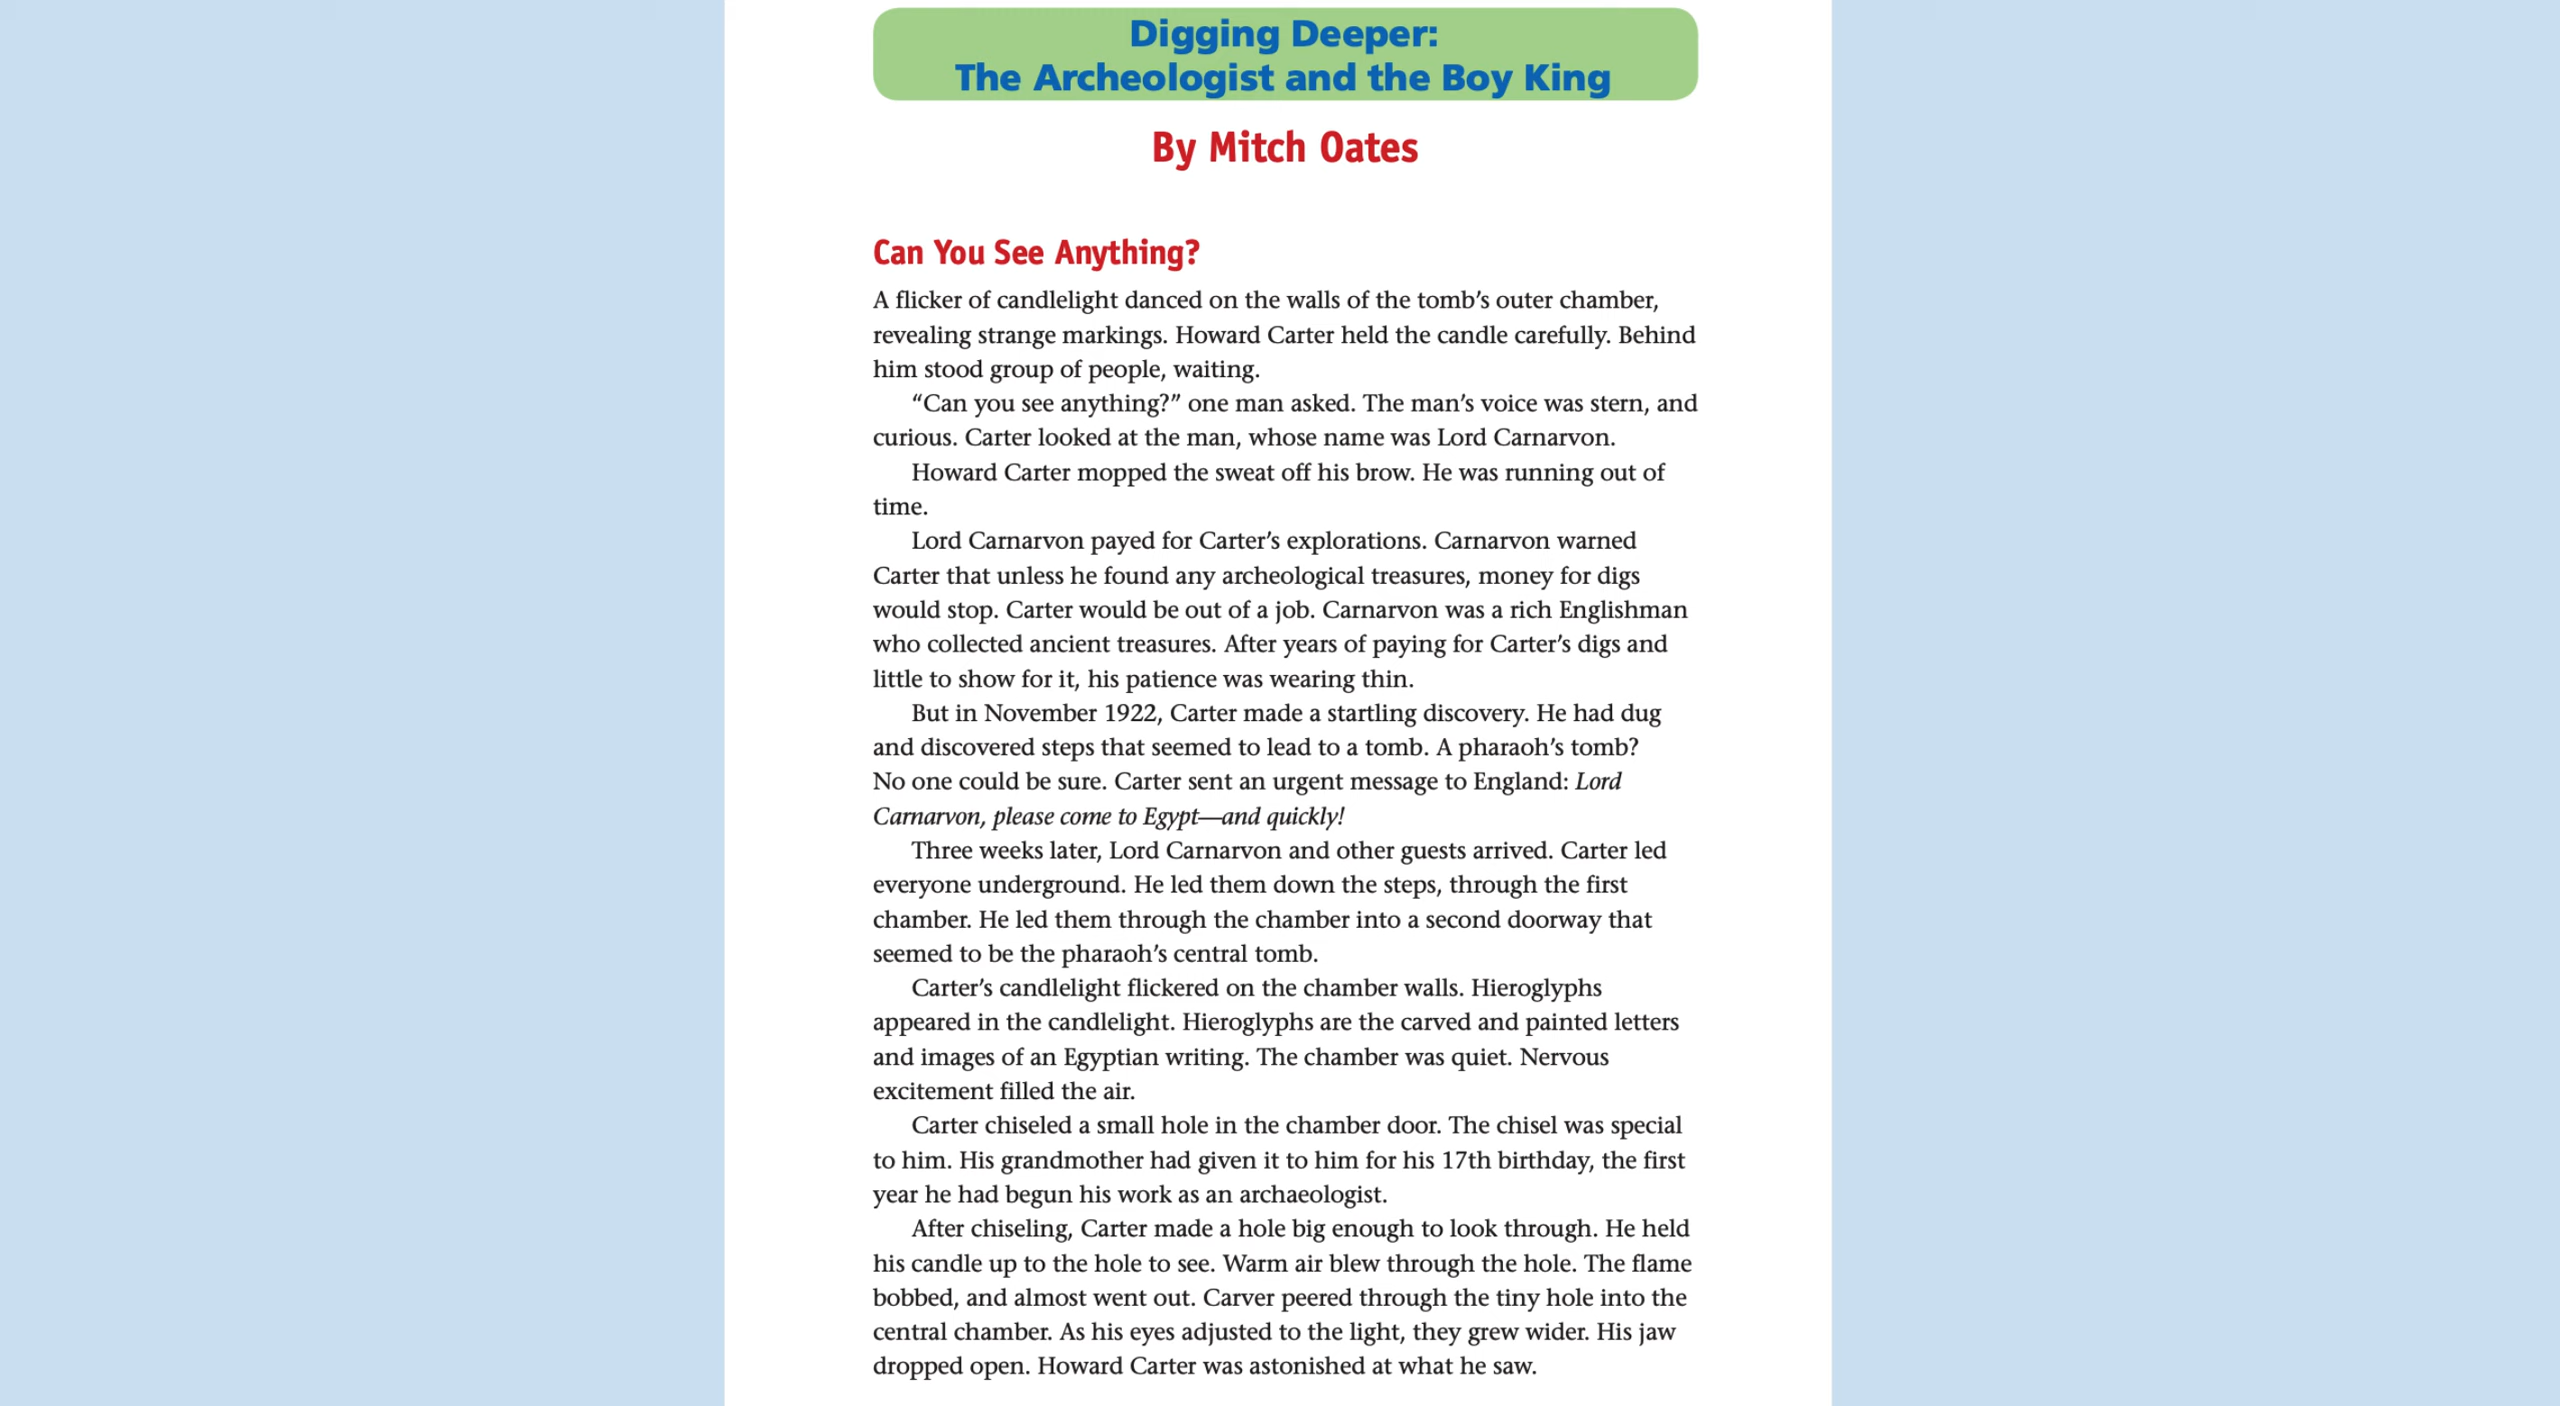 Digging Deeper:
The Archeologist and the Boy King
By Mitch Oates
Can You See Anything?
A flicker of candlelight danced on the walls of the tomb’s outer chamber,
revealing strange markings. Howard Carter held the candle carefully. Behind
him stood group of people, waiting.
“Can you see anything?” one man asked. The man’s voice was stern, and
curious. Carter looked at the man, whose name was Lord Carnarvon.
Howard Carter mopped the sweat off his brow. He was running out of
time.
Lord Carnarvon payed for Carter’s explorations. Carnarvon warned
Carter that unless he found any archeological treasures, money for digs
would stop. Carter would be out of a job. Carnarvon was a rich Englishman
who collected ancient treasures. After years of paying for Carter’s digs and
little to show for it, his patience was wearing thin.
But in November 1922, Carter made a startling discovery. He had dug
and discovered steps that seemed to lead to a tomb. A pharaoh’s tomb?
No one could be sure. Carter sent an urgent message to England: Lord
Carnarvon, please come to Egypt—and quickly!
Three weeks later, Lord Carnarvon and other guests arrived. Carter led
everyone underground. He led them down the steps, through the first
chamber. He led them through the chamber into a second doorway that
seemed to be the pharaoh’s central tomb.
Carter’s candlelight flickered on the chamber walls. Hieroglyphs
appeared in the candlelight. Hieroglyphs are the carved and painted letters
and images of an Egyptian writing. The chamber was quiet. Nervous
excitement filled the air.
Carter chiseled a small hole in the chamber door. The chisel was special
to him. His grandmother had given it to him for his 17th birthday, the first
year he had begun his work as an archaeologist.
After chiseling, Carter made a hole big enough to look through. He held
his candle up to the hole to see. Warm air blew through the hole. The flame
bobbed, and almost went out. Carver peered through the tiny hole into the
central chamber. As his eyes adjusted to the light, they grew wider. His jaw
dropped open. Howard Carter was astonished at what he saw.